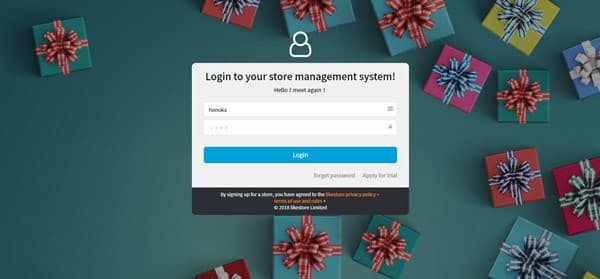 Login to your store management system!
Hello ! meet again !
honoka
Login
forget password Apply for trial
By signing up for a store, you have agreed to the likestore privacy policy 、
terms of use and rules 。
© 2018 likestore Limited